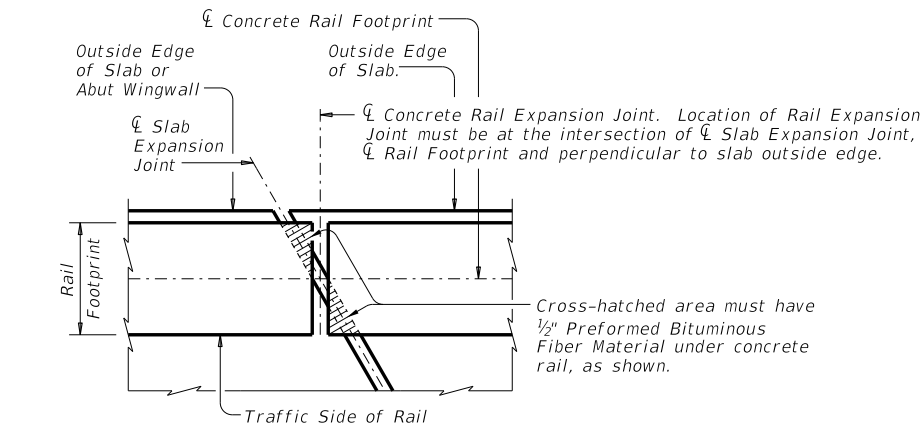 ℄ Concrete Rail Footprint
Outside Edge
of Slab or
Abut Wingwall
Outside Edge
of Slab.
℄ Slab
Expansion
Joint
℄ Concrete Rail Expansion Joint. Location of Rail Expansion
Joint must be at the intersection of ℄ Slab Expansion Joint,
℄ Rail Footprint and perpendicular to slab outside edge.
Rail
Footprint
Cross-hatched area must have
½" Preformed Bituminous
Fiber Material under concrete
rail, as shown.
Traffic Side of Rail